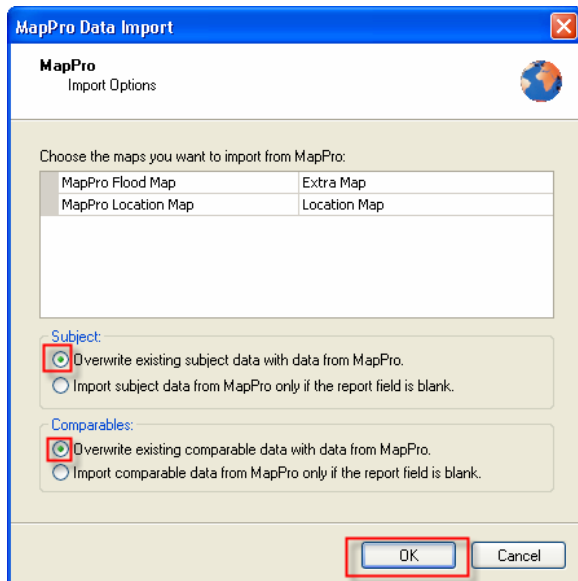 MapPro Data Import
MapPro
Import Options
Choose the maps you want to import from MapPro:
MapPro Flood Map Extra Map
MapPro Location Map Location Map
Subject:
Overwrite existing subject data with data from MapPro.
Import subject data from MapPro only if the report field is blank.
Comparables:
Overwrite existing comparable data with data from MapPro.
Import comparable data from MapPro only if the report field is blank.
OK Cancel